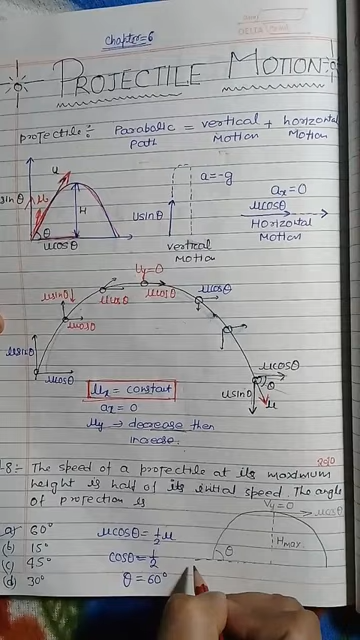 Chapter=6
PROJECTILE MOTION
Projectile÷ Parabolic Path = vertical Motion + horizontal Motion
u
usinθ
u
H
θ
ucosθ
a=-g
usinθ
vertical Motion
ax=0
ucosθ
Horizontal Motion
Vy=0
usinθ
ucosθ
ucosθ
ucosθ
ucosθ
usinθ
ucosθ
ucosθ
θ
usinθ
u
ux = constant
ax=0
uy → decrease then
increase.
8:- The speed of a projectile at its maximum
height is half of its initial speed. The angle
of projection is
(a) 60°
(b) 15°
(c) 45°
(d) 30°
ucosθ = 1/2 u
cosθ = 1/2
θ = 60°
Vy=0
ucosθ
Hmax
θ